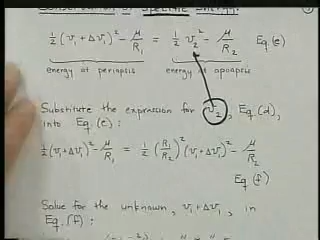 Conservation of Specific Energy:
½(v₁ + Δv₁)² − μ/R₁ = ½ v₂² − μ/R₂ Eq.(e)
energy at periapsis energy at apoapsis
Substitute the expression for v₂, Eq.(d),
into Eq.(e):
½(v₁+Δv₁)² − μ/R₁ = ½ (R₁/R₂)² (v₁+Δv₁)² − μ/R₂
Eq(f)
Solve for the unknown, v₁+Δv₁, in
Eq.(f):